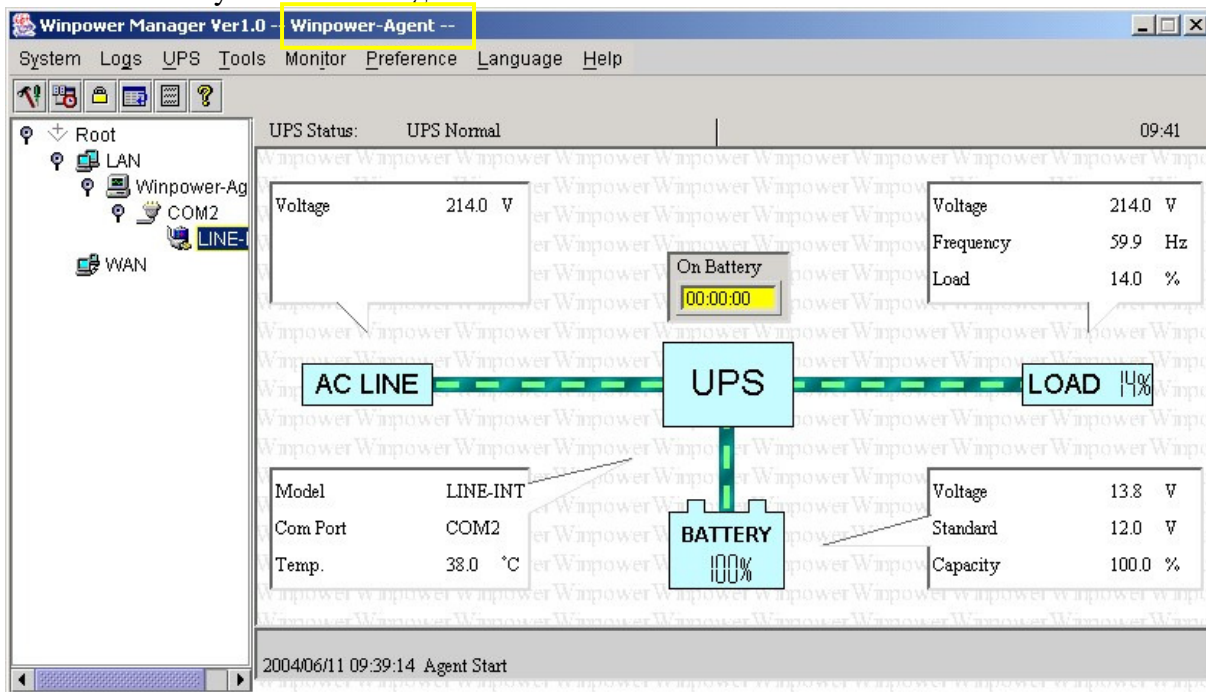 Winpower Manager Ver1.0 -- Winpower-Agent --
System Logs UPS Tools Monitor Preference Language Help
Root
LAN
Winpower-Ag
COM2
LINE-I
WAN
UPS Status: UPS Normal 09:41
Voltage 214.0 V
On Battery
00:00:00
Voltage 214.0 V
Frequency 59.9 Hz
Load 14.0 %
AC LINE
UPS
LOAD 14%
Model LINE-INT
Com Port COM2
Temp. 38.0 °C
BATTERY
100%
Voltage 13.8 V
Standard 12.0 V
Capacity 100.0 %
2004/06/11 09:39:14 Agent Start